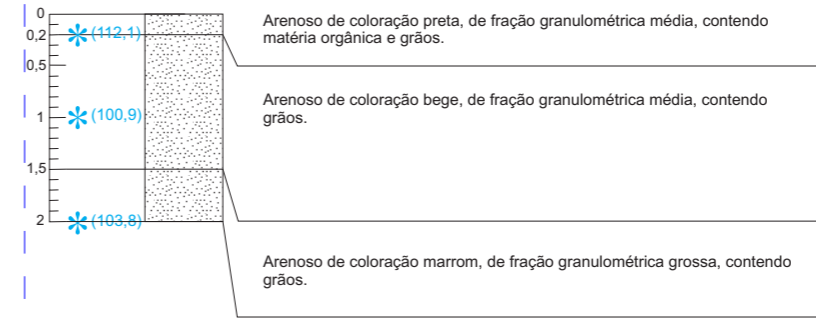 0
0,2
(112,1)
0,5
1
(100,9)
1,5
2
(103,8)
Arenoso de coloração preta, de fração granulométrica média, contendo
matéria orgânica e grãos.
Arenoso de coloração bege, de fração granulométrica média, contendo
grãos.
Arenoso de coloração marrom, de fração granulométrica grossa, contendo
grãos.